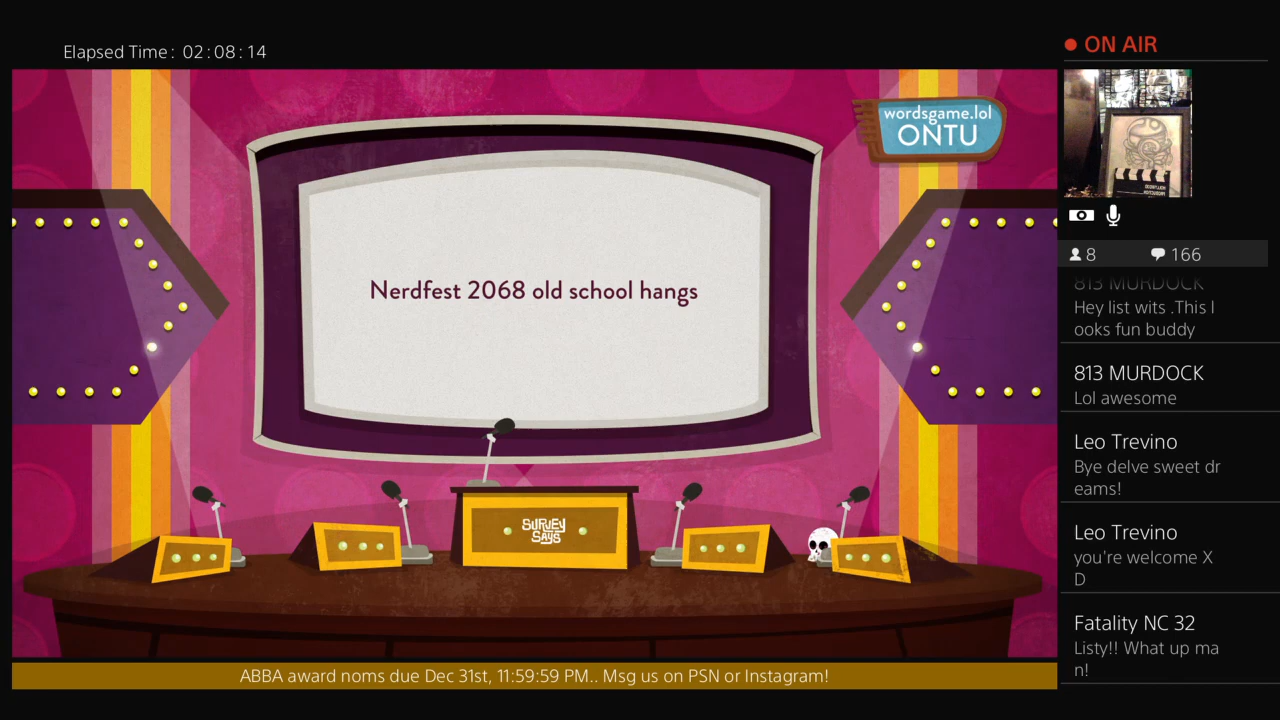 Elapsed Time: 02:08:14
ON AIR
wordsgame.lol
ONTU
Nerdfest 2068 old school hangs
SURVEY
SAYS
8 166
813 MURDOCK
Hey list wits .This l
ooks fun buddy
813 MURDOCK
Lol awesome
Leo Trevino
Bye delve sweet dr
eams!
Leo Trevino
you're welcome X
D
Fatality NC 32
Listy!! What up ma
n!
ABBA award noms due Dec 31st, 11:59:59 PM.. Msg us on PSN or Instagram!